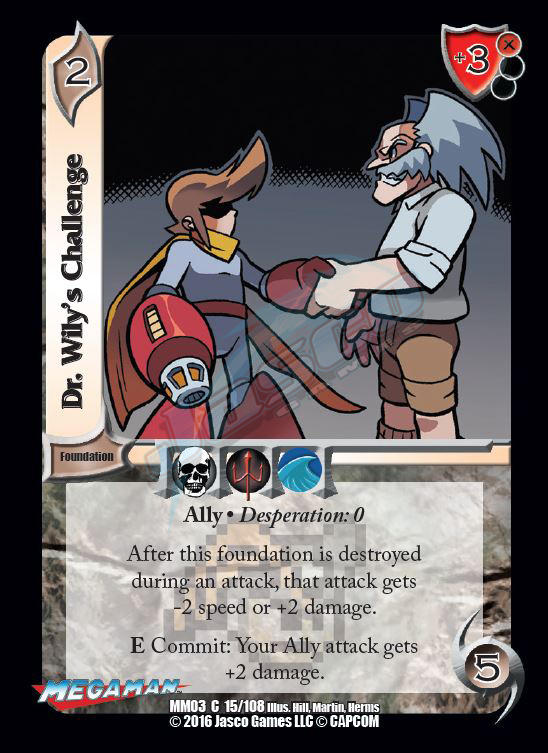 2
+3
X
Dr. Wily's Challenge
Foundation
Ally • Desperation: 0
After this foundation is destroyed
during an attack, that attack gets
-2 speed or +2 damage.
E Commit: Your Ally attack gets
+2 damage.
5
MEGAMAN™
MM03 C 15/108 Illus. Hill, Martin, Herms
© 2016 Jasco Games LLC © CAPCOM